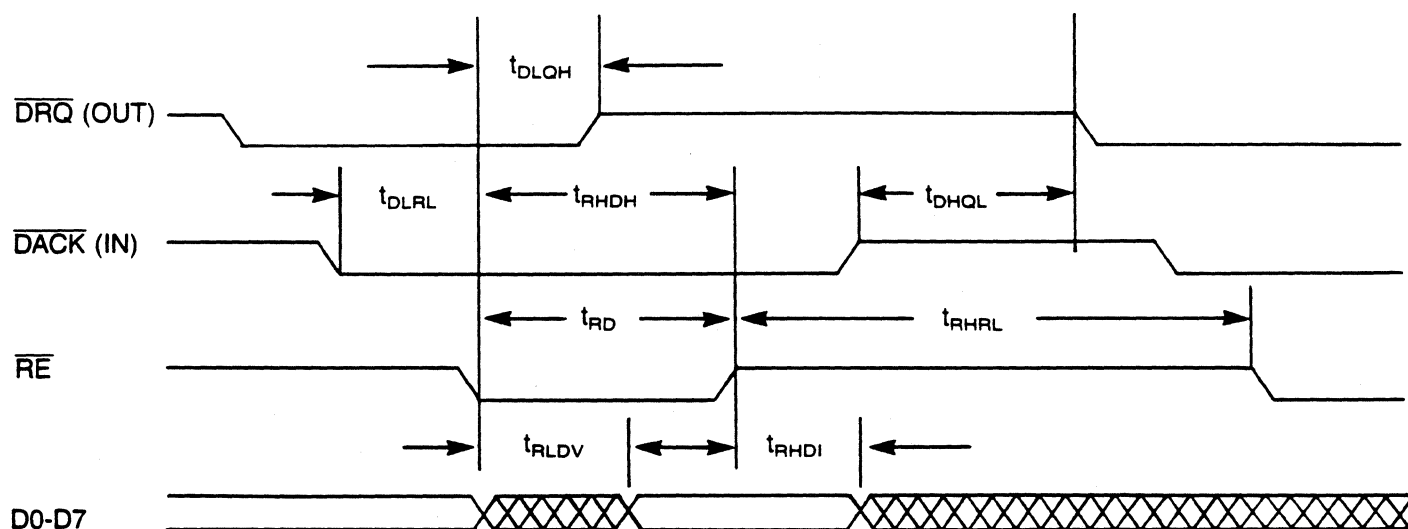 tDLQH
DRQ (OUT)
tDLRL
tRHDH
tDHQL
DACK (IN)
tRD
tRHRL
RE
tRLDV
tRHDI
D0-D7